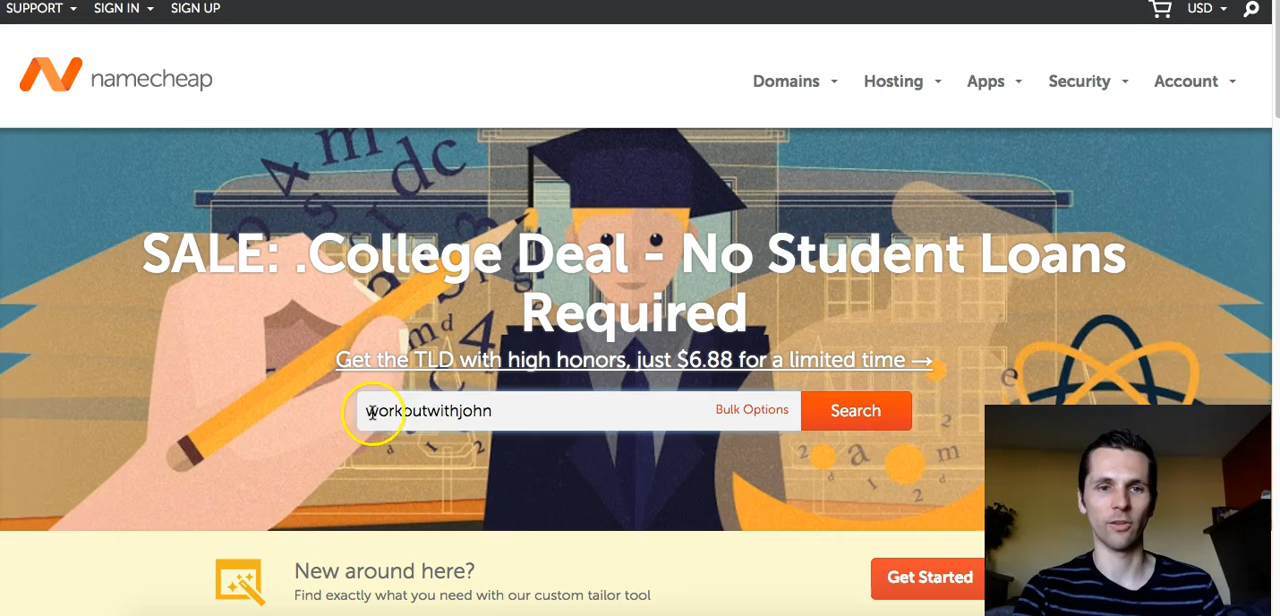 SUPPORT SIGN IN SIGN UP USD
namecheap
Domains Hosting Apps Security Account
SALE: .College Deal - No Student Loans
Required
Get the TLD with high honors, just $6.88 for a limited time →
workoutwithjohn Bulk Options Search
New around here?
Find exactly what you need with our custom tailor tool
Get Started